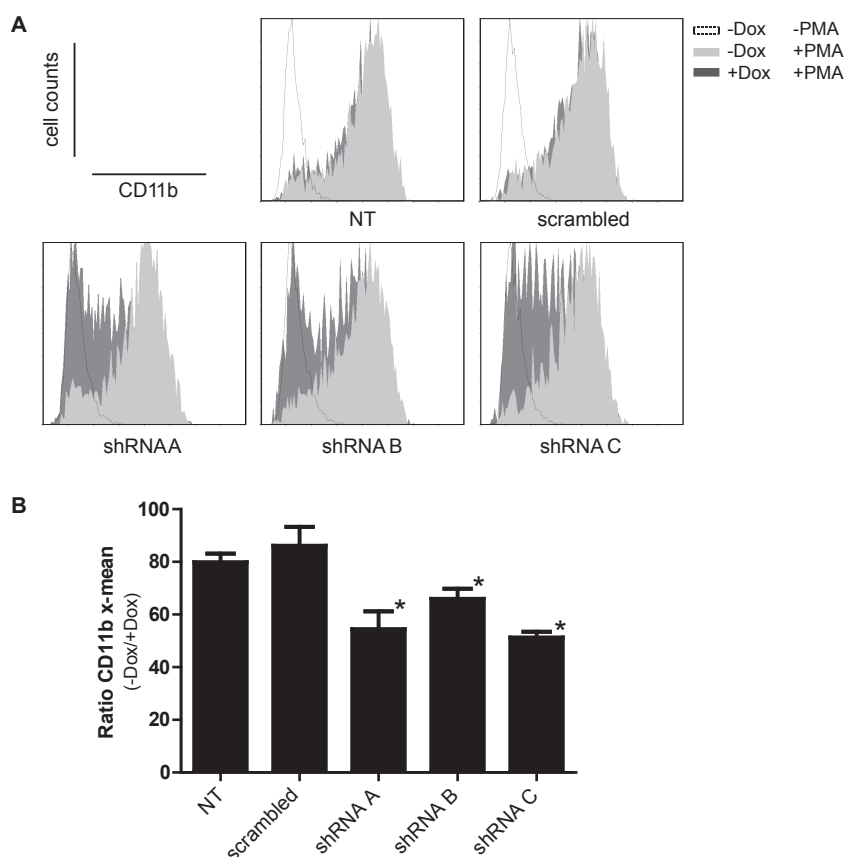 A
cell counts
CD11b
NT
scrambled
-Dox -PMA
-Dox +PMA
+Dox +PMA
shRNA A
shRNA B
shRNA C
B
Ratio CD11b x-mean
(-Dox/+Dox)
100
80
60
40
20
0
*
*
*
NT
scrambled
shRNA A
shRNA B
shRNA C